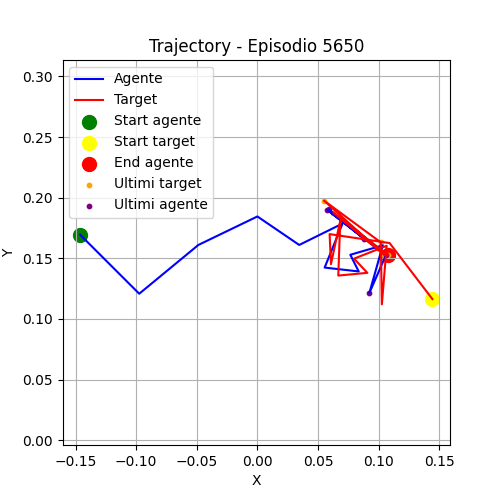 Trajectory - Episodio 5650
Agente
Target
Start agente
Start target
End agente
Ultimi target
Ultimi agente
0.30
0.25
0.20
0.15
0.10
0.05
0.00
Y
−0.15
−0.10
−0.05
0.00
0.05
0.10
0.15
X